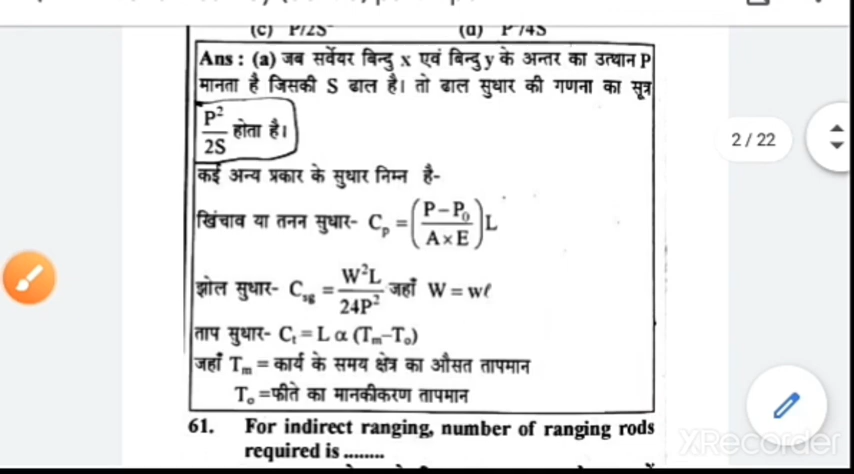 (c) P/2S (d) P²/4S
Ans : (a) जब सर्वेयर बिन्दु x एवं बिन्दु y के अन्तर का उत्थान P
मानता है जिसकी S ढाल है। तो ढाल सुधार की गणना का सूत्र
P²/2S होता है।
2 / 22
कई अन्य प्रकार के सुधार निम्न है-
खिंचाव या तनन सुधार- Cₚ = ((P – P₀)/(A × E)) L
झोल सुधार- C_sg = W²L/24P² जहाँ W = wℓ
ताप सुधार- Cₜ = L α (Tₘ–Tₒ)
जहाँ Tₘ = कार्य के समय क्षेत्र का औसत तापमान
Tₒ =फीते का मानकीकरण तापमान
61. For indirect ranging, number of ranging rods
required is ........
XRecorder